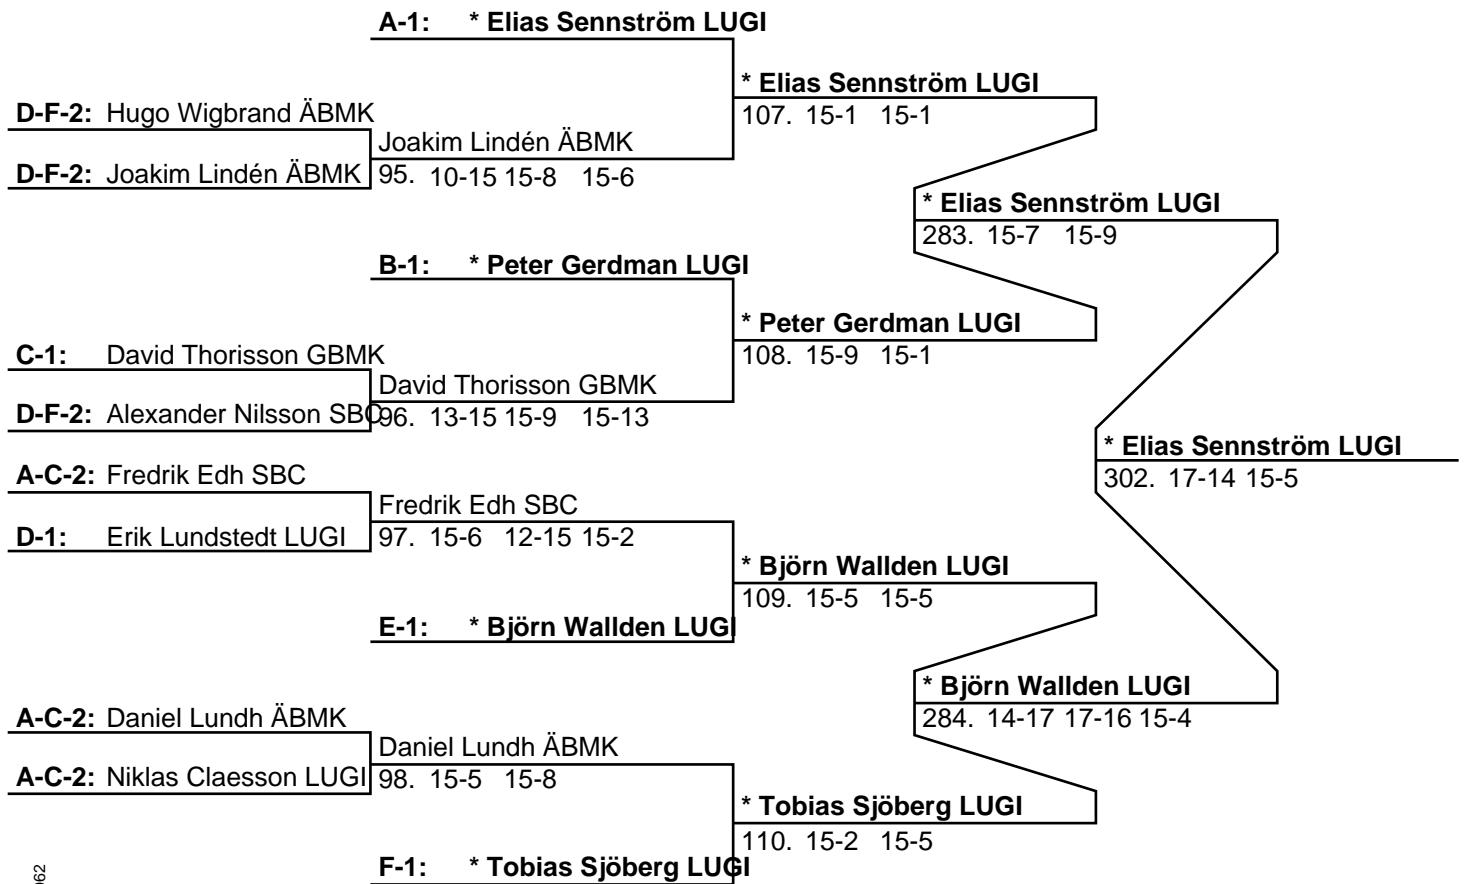 A-1: * Elias Sennström LUGI
* Elias Sennström LUGI
D-F-2: Hugo Wigbrand ÄBMK
107. 15-1 15-1
Joakim Lindén ÄBMK
D-F-2: Joakim Lindén ÄBMK
95. 10-15 15-8 15-6
* Elias Sennström LUGI
283. 15-7 15-9
B-1: * Peter Gerdman LUGI
* Peter Gerdman LUGI
C-1: David Thorisson GBMK
108. 15-9 15-1
David Thorisson GBMK
D-F-2: Alexander Nilsson SBC
96. 13-15 15-9 15-13
* Elias Sennström LUGI
A-C-2: Fredrik Edh SBC
302. 17-14 15-5
Fredrik Edh SBC
D-1: Erik Lundstedt LUGI
97. 15-6 12-15 15-2
* Björn Wallden LUGI
109. 15-5 15-5
E-1: * Björn Wallden LUGI
* Björn Wallden LUGI
A-C-2: Daniel Lundh ÄBMK
284. 14-17 17-16 15-4
Daniel Lundh ÄBMK
A-C-2: Niklas Claesson LUGI
98. 15-5 15-8
* Tobias Sjöberg LUGI
110. 15-2 15-5
F-1: * Tobias Sjöberg LUGI